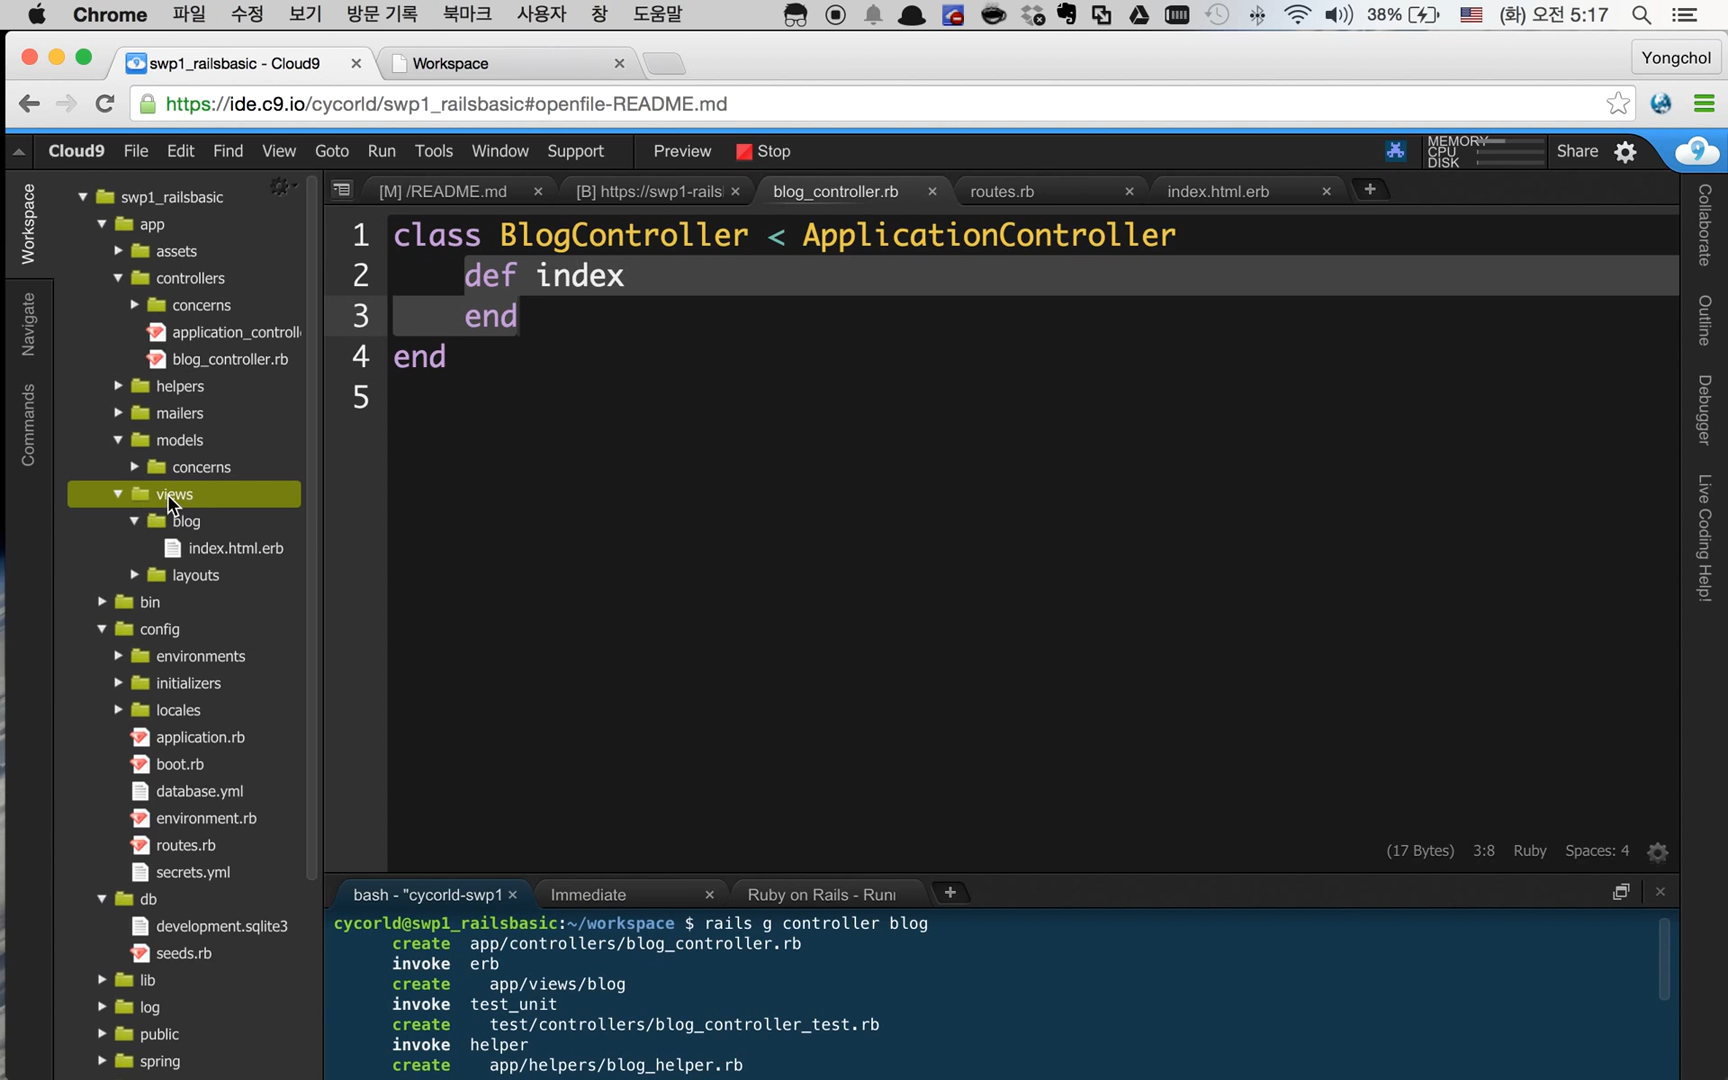 Chrome 파일 수정 보기 방문 기록 북마크 사용자 창 도움말 38% (화) 오전 5:17
swp1_railsbasic - Cloud9 Workspace Yongchol
https://ide.c9.io/cycorld/swp1_railsbasic#openfile-README.md
Cloud9 File Edit Find View Goto Run Tools Window Support Preview Stop MEMORY CPU DISK Share 9
[M] /README.md [B] https://swp1-rails blog_controller.rb routes.rb index.html.erb
Workspace
Navigate
Commands
swp1_railsbasic
app
assets
controllers
concerns
application_controll
blog_controller.rb
helpers
mailers
models
concerns
views
blog
index.html.erb
layouts
bin
config
environments
initializers
locales
application.rb
boot.rb
database.yml
environment.rb
routes.rb
secrets.yml
db
development.sqlite3
seeds.rb
lib
log
public
spring
1 class BlogController < ApplicationController
2 def index
3 end
4 end
5
(17 Bytes) 3:8 Ruby Spaces: 4
Collaborate
Outline
Debugger
Live Coding Help!
bash - "cycorld-swp1 Immediate Ruby on Rails - Run
cycorld@swp1_railsbasic:~/workspace $ rails g controller blog
create app/controllers/blog_controller.rb
invoke erb
create app/views/blog
invoke test_unit
create test/controllers/blog_controller_test.rb
invoke helper
create app/helpers/blog_helper.rb